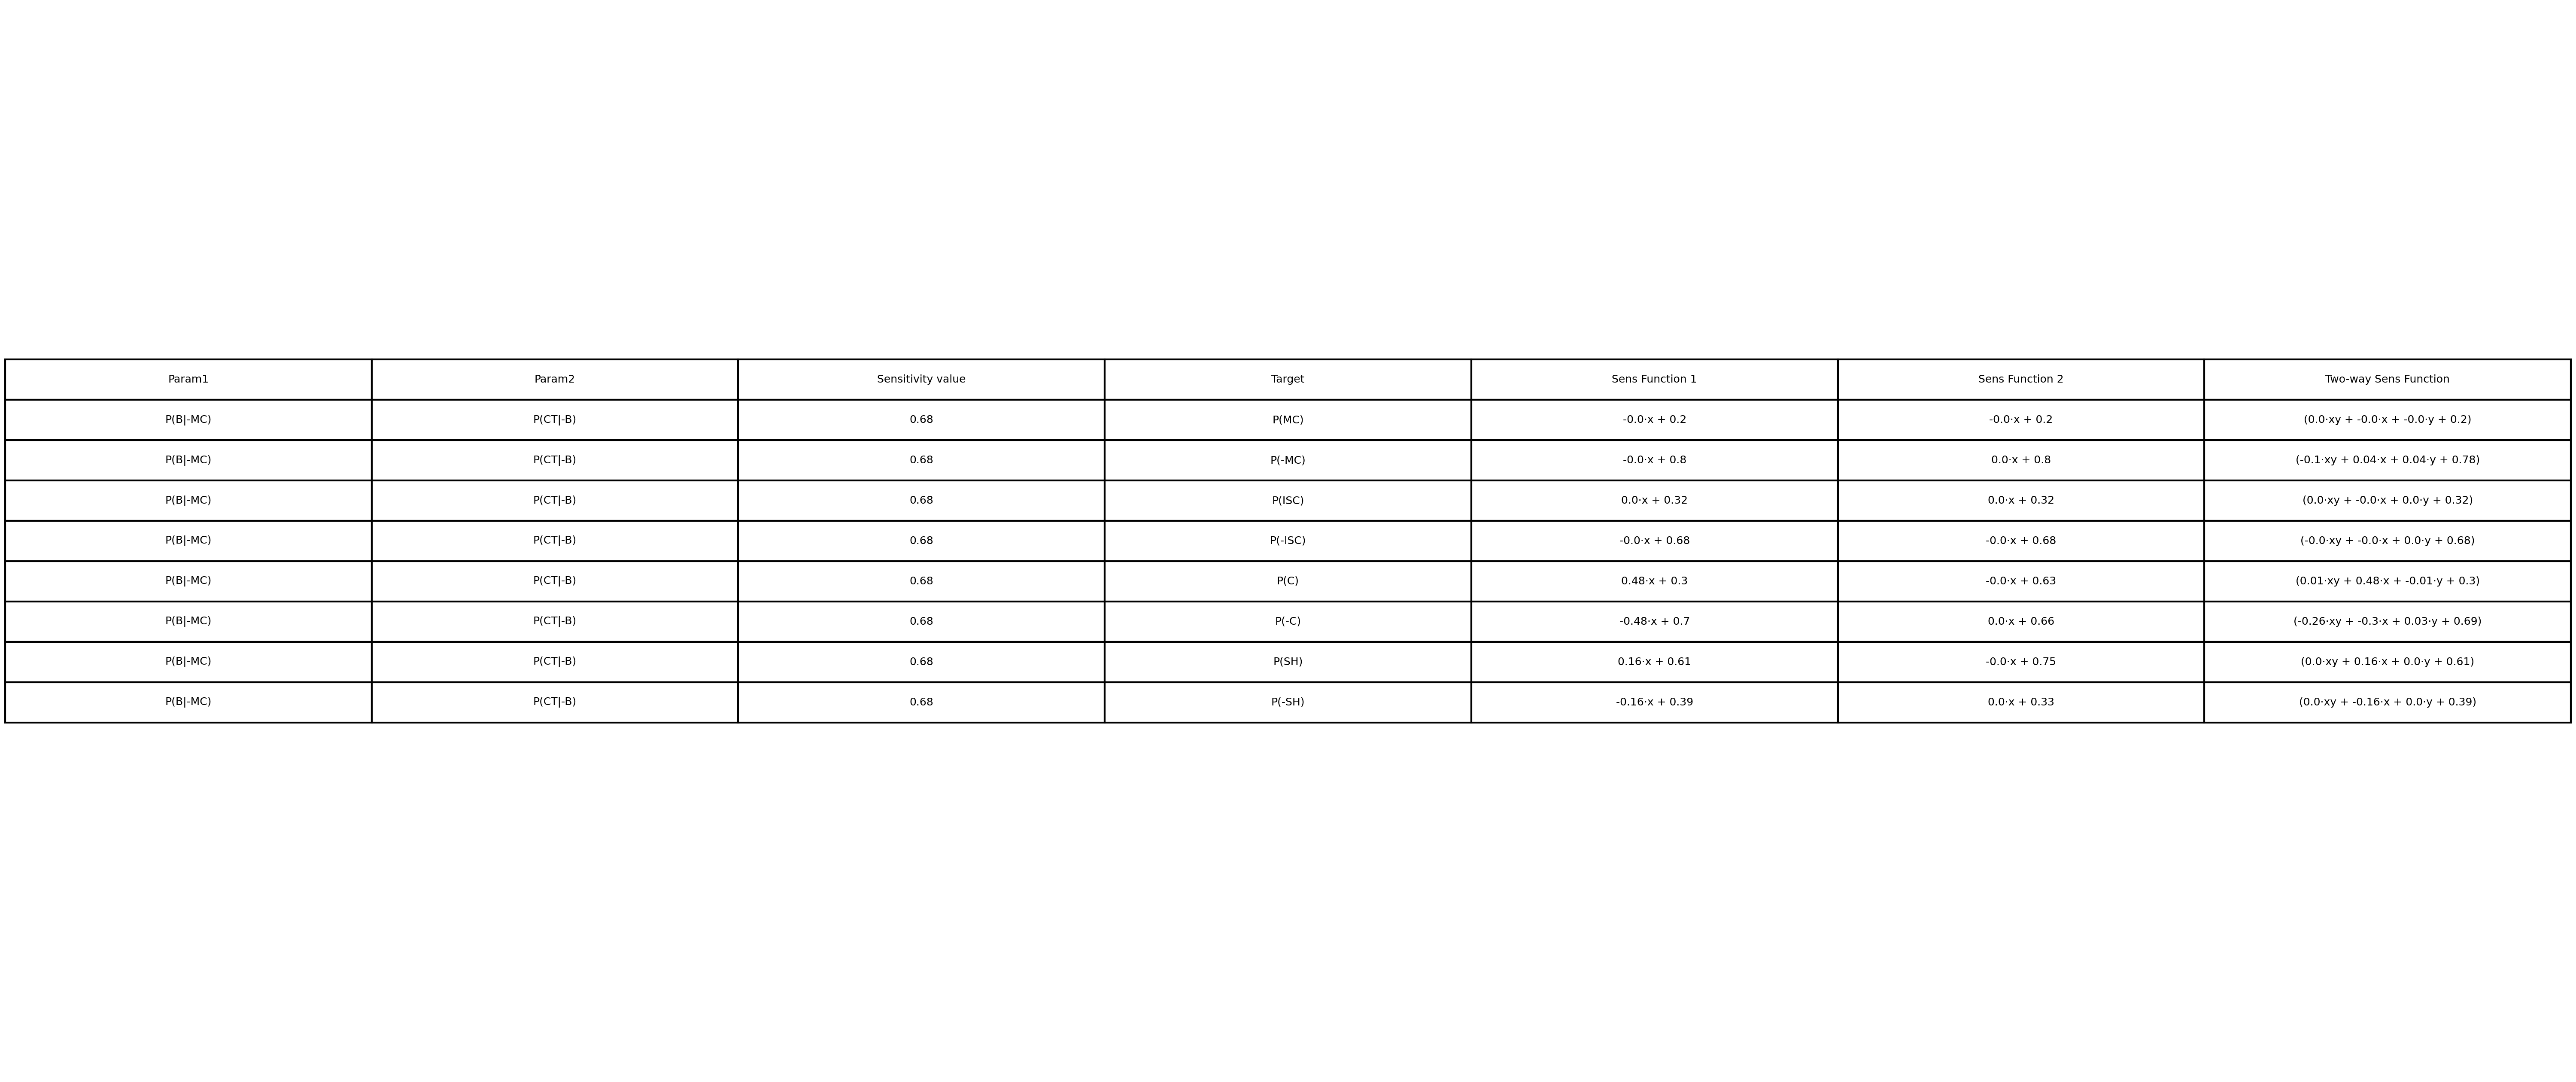 Param1 Param2 Sensitivity value Target Sens Function 1 Sens Function 2 Two-way Sens Function
P(B|-MC) P(CT|-B) 0.68 P(MC) -0.0·x + 0.2 -0.0·x + 0.2 (0.0·xy + -0.0·x + -0.0·y + 0.2)
P(B|-MC) P(CT|-B) 0.68 P(-MC) -0.0·x + 0.8 0.0·x + 0.8 (-0.1·xy + 0.04·x + 0.04·y + 0.78)
P(B|-MC) P(CT|-B) 0.68 P(ISC) 0.0·x + 0.32 0.0·x + 0.32 (0.0·xy + -0.0·x + 0.0·y + 0.32)
P(B|-MC) P(CT|-B) 0.68 P(-ISC) -0.0·x + 0.68 -0.0·x + 0.68 (-0.0·xy + -0.0·x + 0.0·y + 0.68)
P(B|-MC) P(CT|-B) 0.68 P(C) 0.48·x + 0.3 -0.0·x + 0.63 (0.01·xy + 0.48·x + -0.01·y + 0.3)
P(B|-MC) P(CT|-B) 0.68 P(-C) -0.48·x + 0.7 0.0·x + 0.66 (-0.26·xy + -0.3·x + 0.03·y + 0.69)
P(B|-MC) P(CT|-B) 0.68 P(SH) 0.16·x + 0.61 -0.0·x + 0.75 (0.0·xy + 0.16·x + 0.0·y + 0.61)
P(B|-MC) P(CT|-B) 0.68 P(-SH) -0.16·x + 0.39 0.0·x + 0.33 (0.0·xy + -0.16·x + 0.0·y + 0.39)